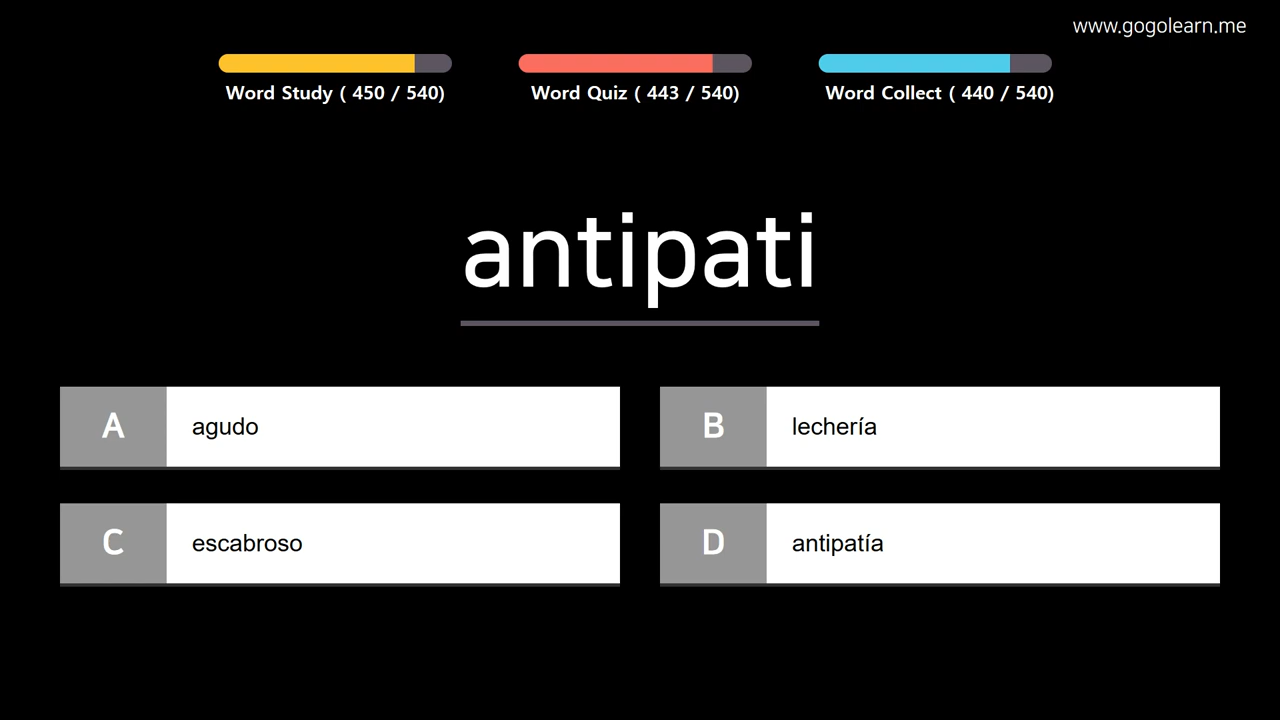 www.gogolearn.me
Word Study ( 450 / 540)
Word Quiz ( 443 / 540)
Word Collect ( 440 / 540)
antipati
A agudo
B lechería
C escabroso
D antipatía